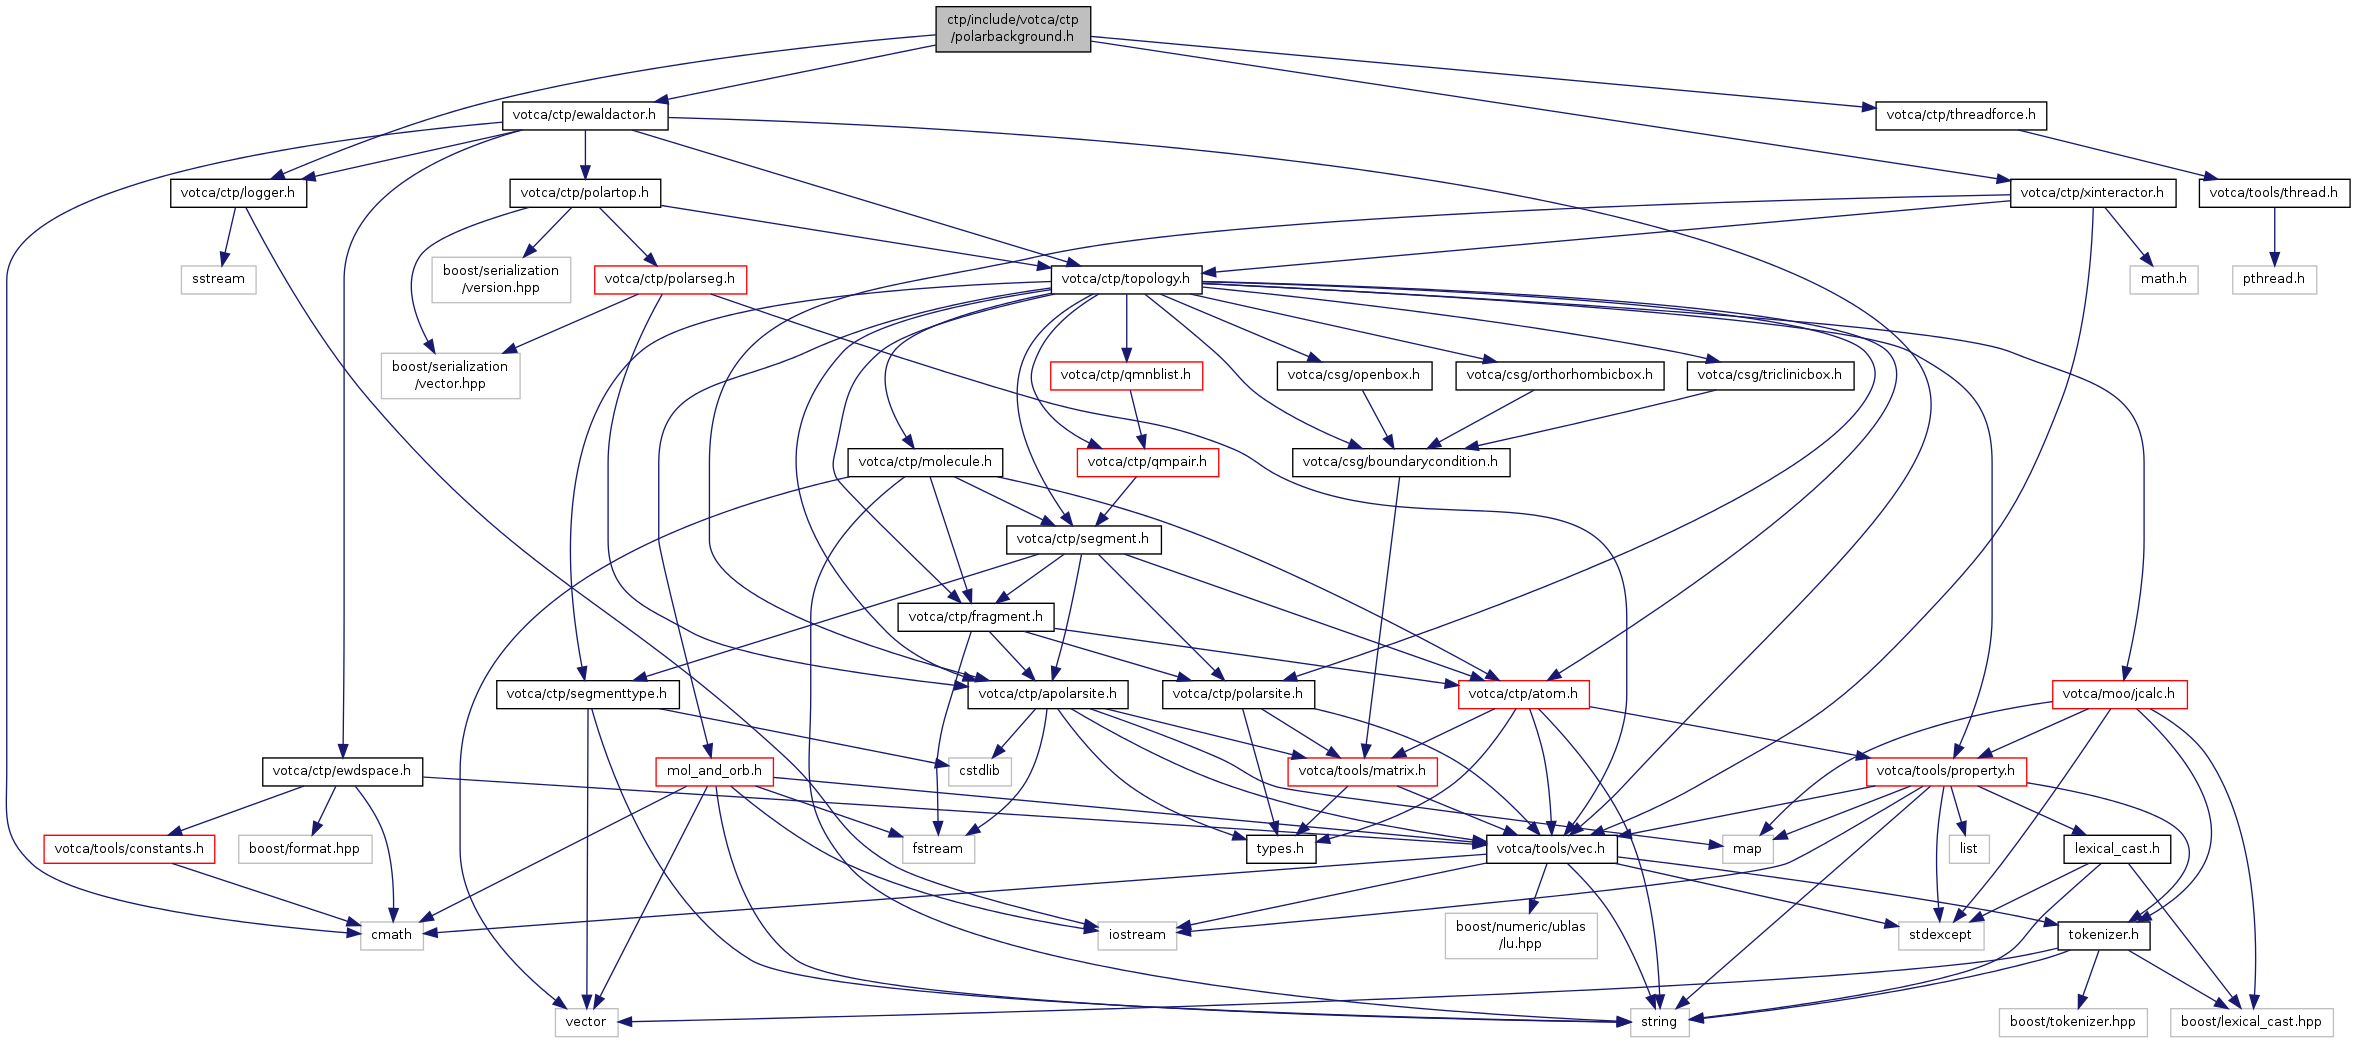 ctp/include/votca/ctp
/polarbackground.h
votca/ctp/ewaldactor.h
votca/ctp/threadforce.h
votca/ctp/logger.h
votca/ctp/polartop.h
votca/ctp/xinteractor.h
votca/tools/thread.h
sstream
boost/serialization
/version.hpp
votca/ctp/polarseg.h
votca/ctp/topology.h
math.h
pthread.h
boost/serialization
/vector.hpp
votca/ctp/qmnblist.h
votca/csg/openbox.h
votca/csg/orthorhombicbox.h
votca/csg/triclinicbox.h
votca/ctp/molecule.h
votca/ctp/qmpair.h
votca/csg/boundarycondition.h
votca/ctp/segment.h
votca/ctp/fragment.h
votca/ctp/segmenttype.h
votca/ctp/apolarsite.h
votca/ctp/polarsite.h
votca/ctp/atom.h
votca/moo/jcalc.h
votca/ctp/ewdspace.h
mol_and_orb.h
cstdlib
votca/tools/matrix.h
votca/tools/property.h
votca/tools/constants.h
boost/format.hpp
fstream
types.h
votca/tools/vec.h
map
list
lexical_cast.h
cmath
iostream
boost/numeric/ublas
/lu.hpp
stdexcept
tokenizer.h
vector
string
boost/tokenizer.hpp
boost/lexical_cast.hpp